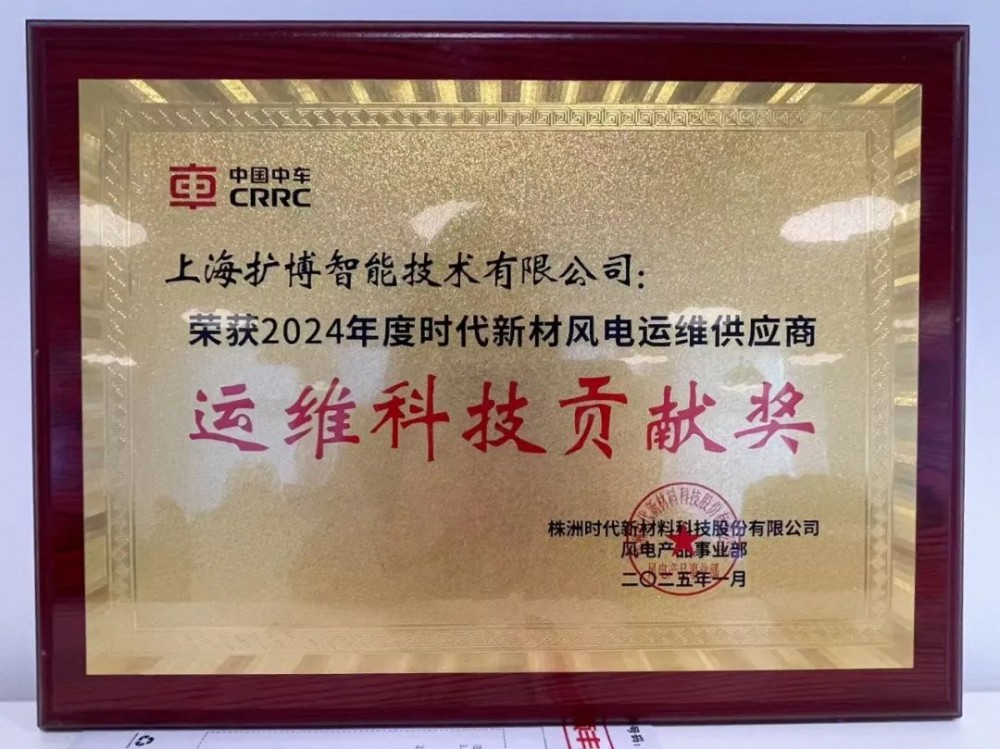 中国中车
CRRC
上海扩博智能技术有限公司：
荣获2024年度时代新材风电运维供应商
运维科技贡献奖
株洲时代新材料科技股份有限公司
风电产品事业部
二〇二五年一月